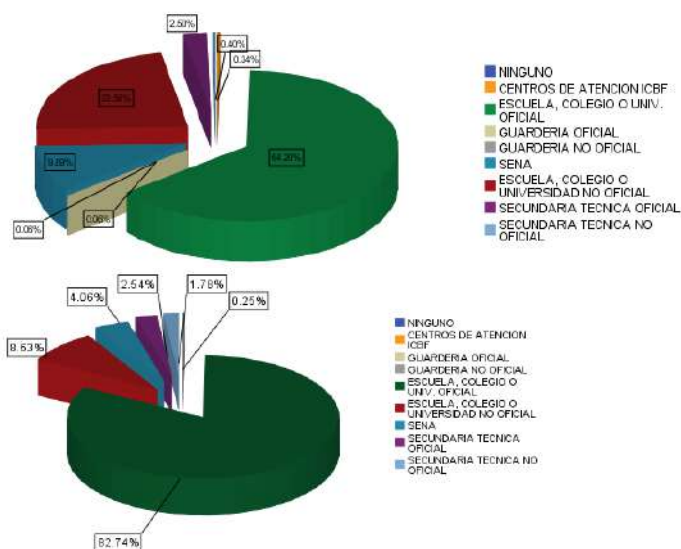 2.50%
0.40%
0.34%
64.20%
0.06%
0.06%
NINGUNO
CENTROS DE ATENCION ICBF
ESCUELA, COLEGIO O UNIV.
OFICIAL
GUARDERIA OFICIAL
GUARDERIA NO OFICIAL
SENA
ESCUELA, COLEGIO O
UNIVERSIDAD NO OFICIAL
SECUNDARIA TECNICA OFICIAL
SECUNDARIA TECNICA NO
OFICIAL
2.54%
1.78%
4.06%
0.25%
8.63%
82.74%
NINGUNO
CENTROS DE ATENCION
ICBF
GUARDERIA OFICIAL
GUARDERIA NO OFICIAL
ESCUELA, COLEGIO O
UNIV. OFICIAL
ESCUELA, COLEGIO O
UNIVERSIDAD NO OFICIAL
SENA
SECUNDARIA TECNICA
OFICIAL
SECUNDARIA TECNICA NO
OFICIAL